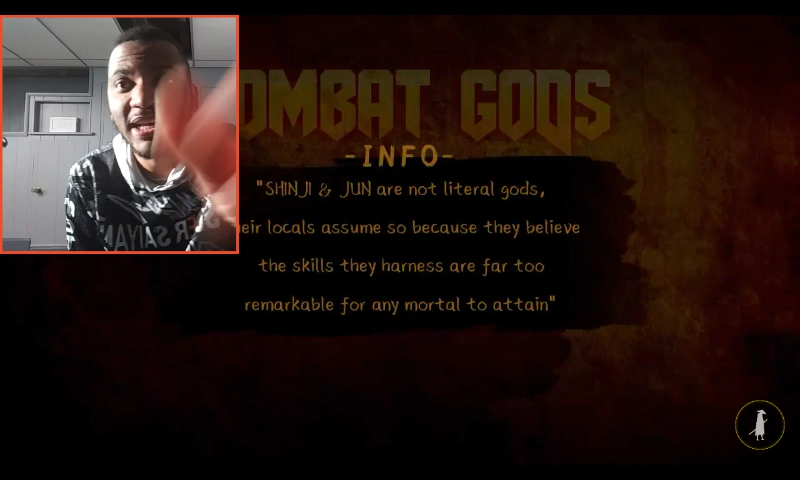 OMBAT GODS
-INFO-
"SHINJI & JUN are not literal gods,
eir locals assume so because they believe
the skills they harness are far too
remarkable for any mortal to attain"